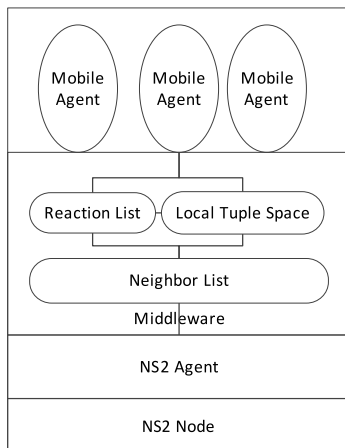 Mobile Agent
Mobile Agent
Mobile Agent
Reaction List
Local Tuple Space
Neighbor List
Middleware
NS2 Agent
NS2 Node